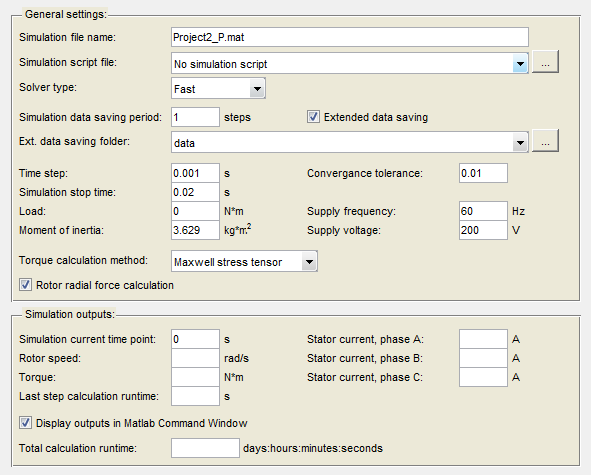 General settings:
Simulation file name: Project2_P.mat
Simulation script file: No simulation script ...
Solver type: Fast
Simulation data saving period: 1 steps Extended data saving
Ext. data saving folder: data ...
Time step: 0.001 s Convergance tolerance: 0.01
Simulation stop time: 0.02 s
Load: 0 N*m Supply frequency: 60 Hz
Moment of inertia: 3.629 kg*m² Supply voltage: 200 V
Torque calculation method: Maxwell stress tensor
Rotor radial force calculation
Simulation outputs:
Simulation current time point: 0 s Stator current, phase A: A
Rotor speed: rad/s Stator current, phase B: A
Torque: N*m Stator current, phase C: A
Last step calculation runtime: s
Display outputs in Matlab Command Window
Total calculation runtime: days:hours:minutes:seconds